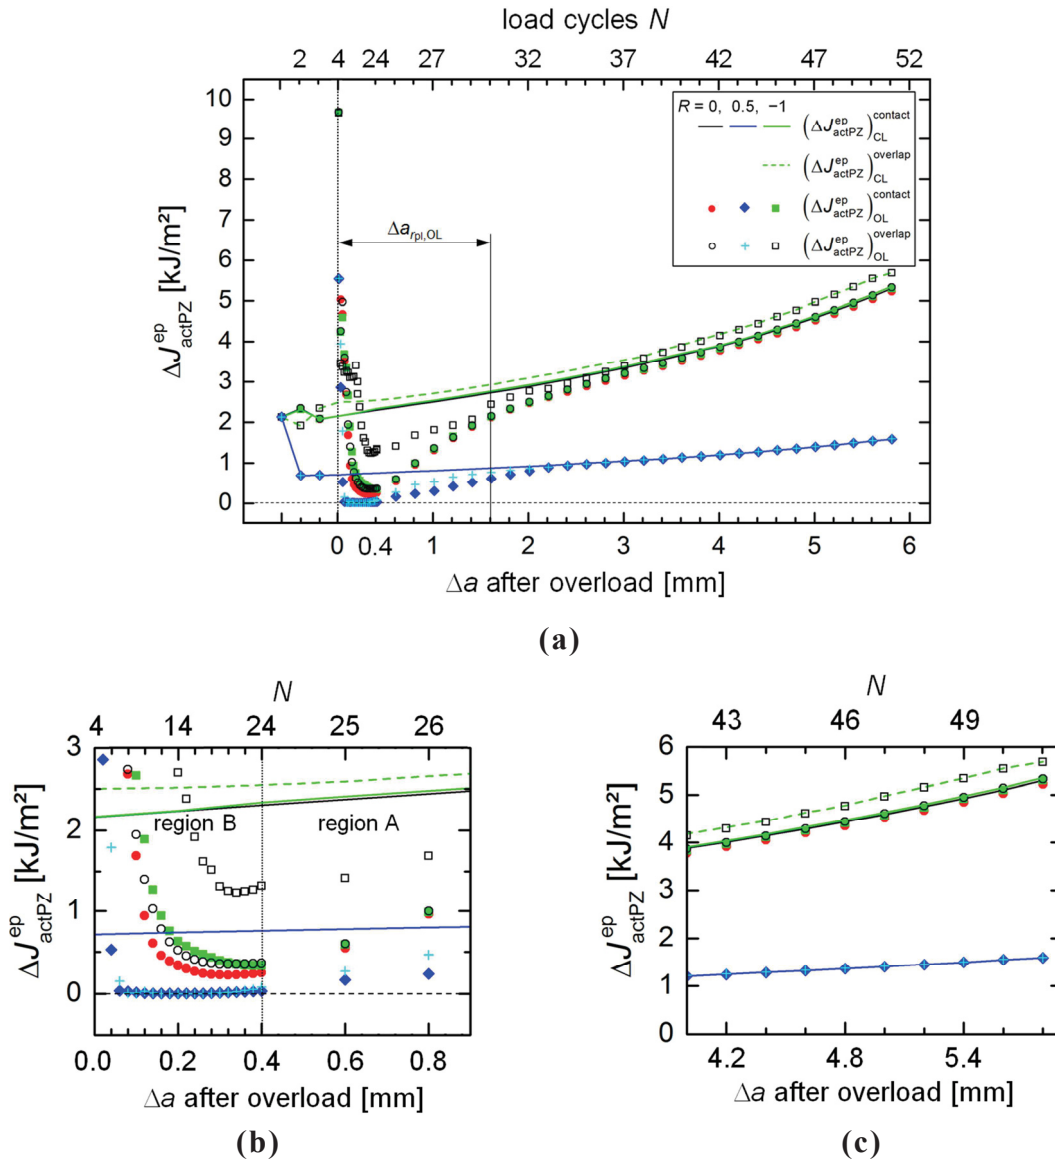 load cycles N
2 4 24 27 32 37 42 47 52
10
9
8
7
6
5
4
3
2
1
0
ΔJ^ep_actPZ [kJ/m²]
R = 0, 0.5, −1
(ΔJ^ep_actPZ)^contact_CL
(ΔJ^ep_actPZ)^overlap_CL
(ΔJ^ep_actPZ)^contact_OL
(ΔJ^ep_actPZ)^overlap_OL
Δa_rpl,OL
0 0.4 1 2 3 4 5 6
Δa after overload [mm]
(a)
N
4 14 24 25 26
3
2
1
0
ΔJ^ep_actPZ [kJ/m²]
region B region A
0.0 0.2 0.4 0.6 0.8
Δa after overload [mm]
(b)
N
43 46 49
6
5
4
3
2
1
0
ΔJ^ep_actPZ [kJ/m²]
4.2 4.8 5.4
Δa after overload [mm]
(c)